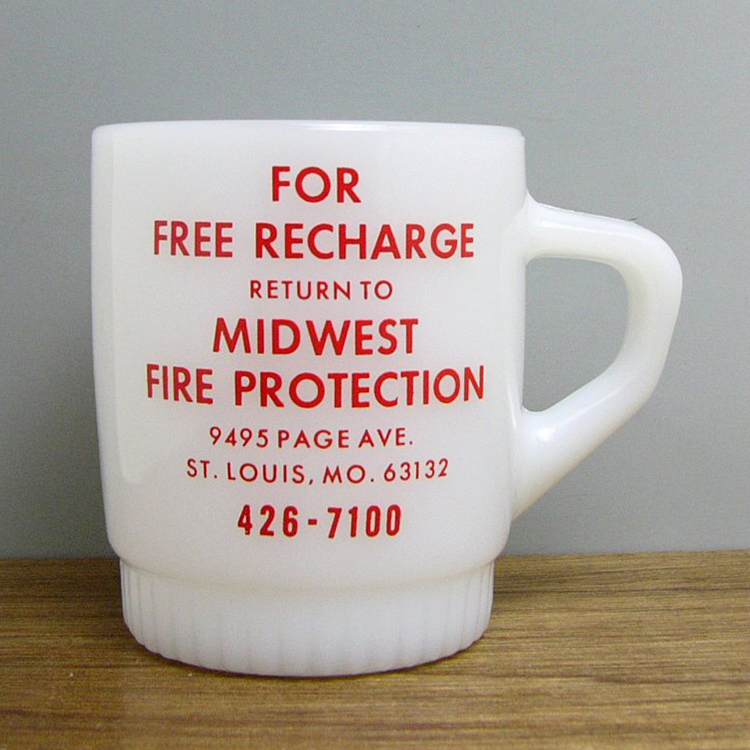 FOR
FREE RECHARGE
RETURN TO
MIDWEST
FIRE PROTECTION
9495 PAGE AVE.
ST. LOUIS, MO. 63132
426-7100